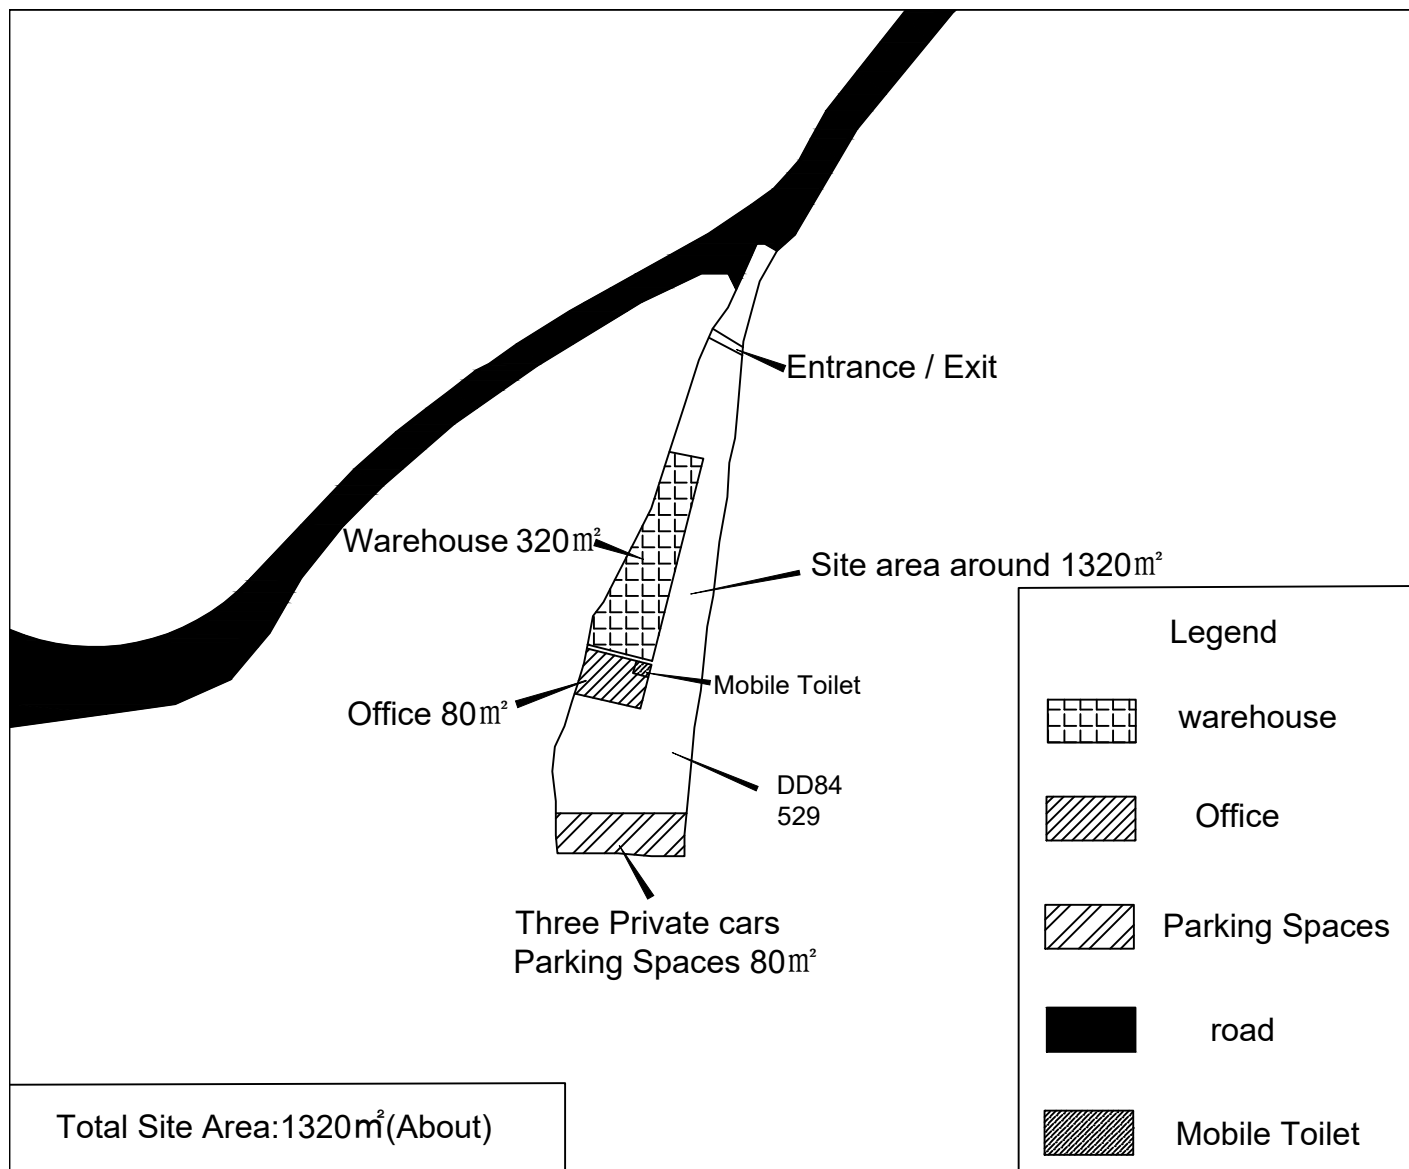 Entrance / Exit
Warehouse 320㎡
Site area around 1320㎡
Mobile Toilet
Office 80㎡
DD84
529
Three Private cars
Parking Spaces 80㎡
Legend
warehouse
Office
Parking Spaces
road
Mobile Toilet
Total Site Area:1320㎡(About)